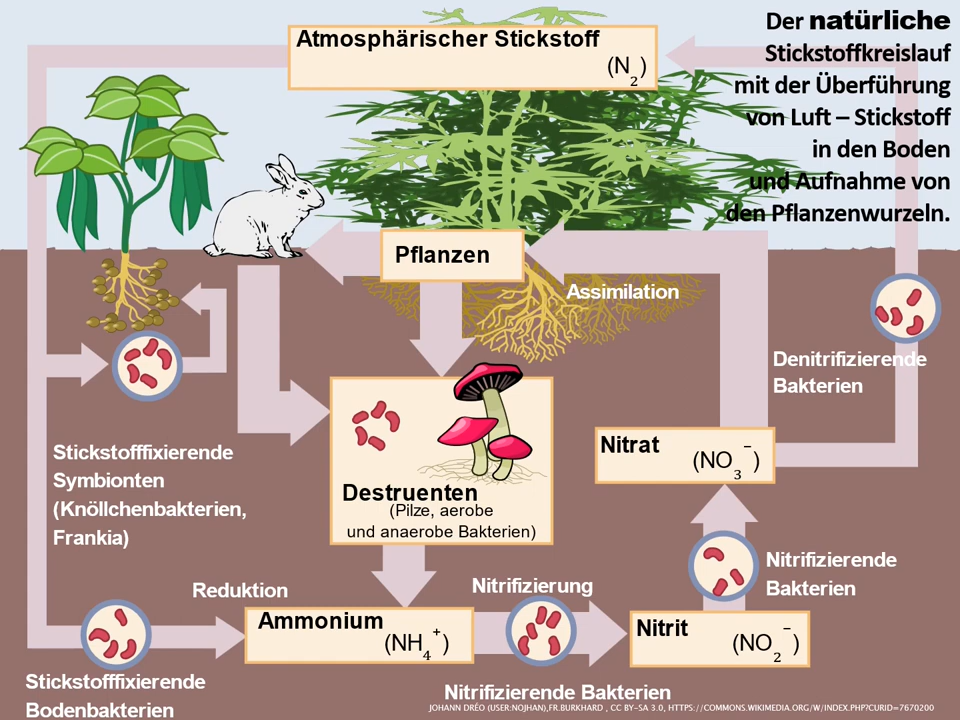 Der natürliche
Stickstoffkreislauf
mit der Überführung
von Luft – Stickstoff
in den Boden
und Aufnahme von
den Pflanzenwurzeln.
Atmosphärischer Stickstoff
(N2)
Pflanzen
Assimilation
Denitrifizierende
Bakterien
Stickstofffixierende
Symbionten
(Knöllchenbakterien,
Frankia)
Nitrat
(NO3−)
Destruenten
(Pilze, aerobe
und anaerobe Bakterien)
Nitrifizierende
Bakterien
Reduktion
Nitrifizierung
Ammonium
(NH4+)
Nitrit
(NO2−)
Stickstofffixierende
Bodenbakterien
Nitrifizierende Bakterien
JOHANN DRÉO (USER:NOJHAN),FR.BURKHARD , CC BY-SA 3.0, HTTPS://COMMONS.WIKIMEDIA.ORG/W/INDEX.PHP?CURID=7670200